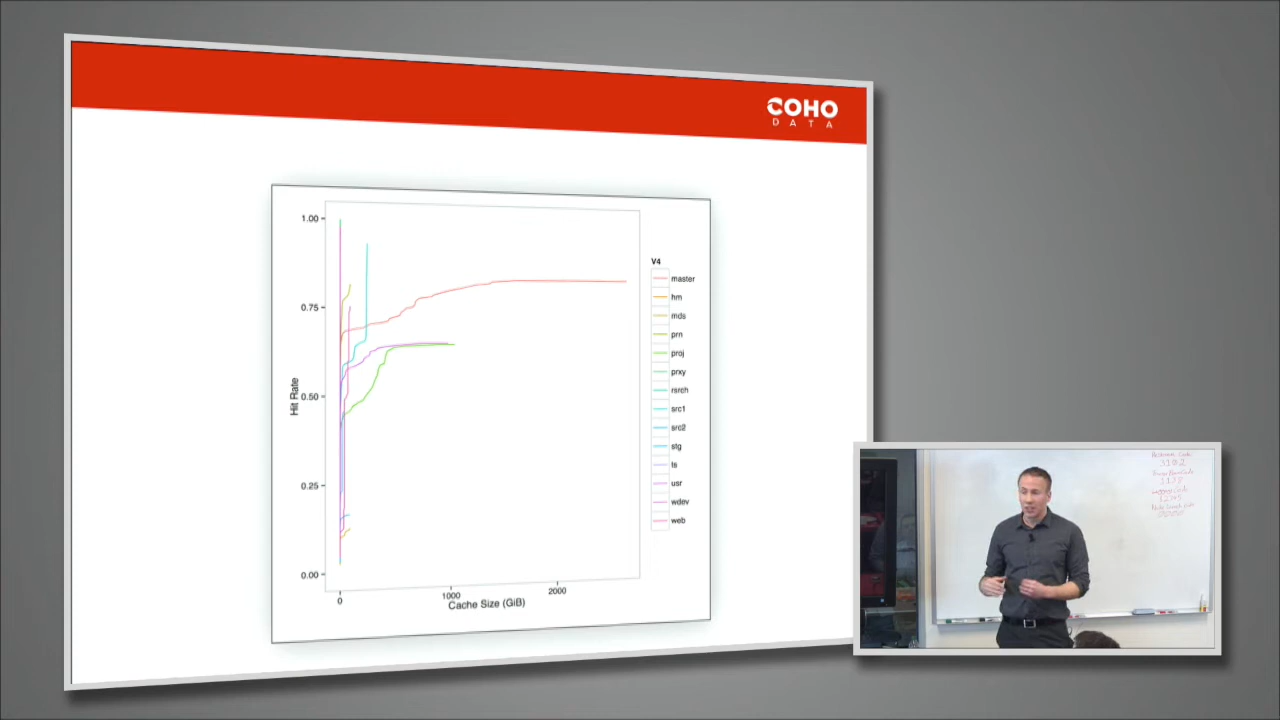 COHO
DATA
1.00
0.75
0.50
0.25
0.00
Hit Rate
0
1000
2000
Cache Size (GiB)
V4
master
hm
mds
prn
proj
prxy
rsrch
src1
src2
stg
ts
usr
wdev
web